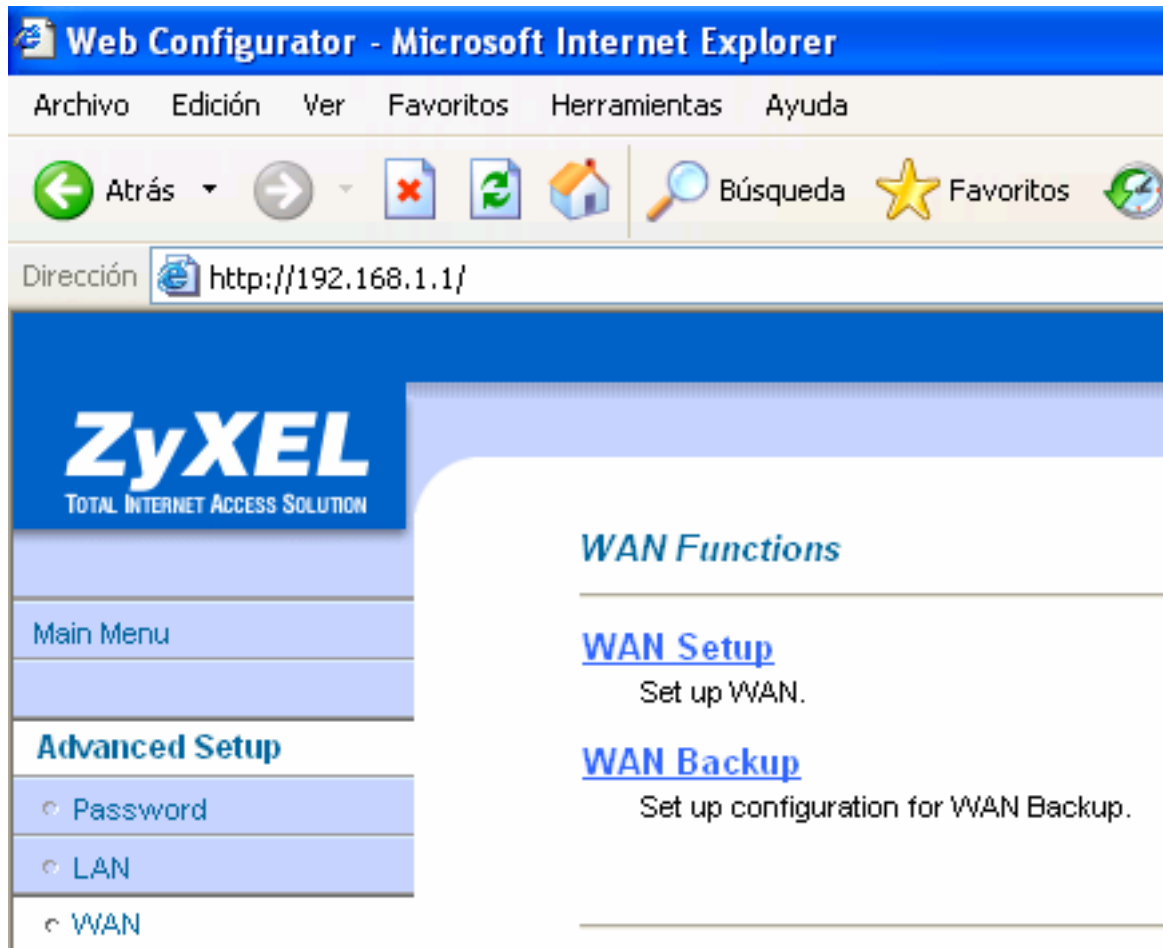 Web Configurator - Microsoft Internet Explorer
Archivo Edición Ver Favoritos Herramientas Ayuda
Atrás Búsqueda Favoritos
Dirección http://192.168.1.1/
ZyXEL
TOTAL INTERNET ACCESS SOLUTION
WAN Functions
Main Menu
WAN Setup
Set up WAN.
Advanced Setup
WAN Backup
Password
Set up configuration for WAN Backup.
LAN
WAN